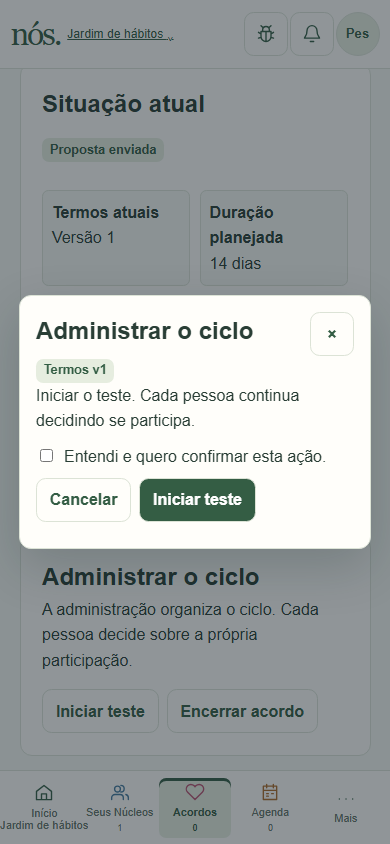 nós. Jardim de hábitos
Pes
Situação atual
Proposta enviada
Termos atuais
Versão 1
Duração
planejada
14 dias
Administrar o ciclo
×
Termos v1
Iniciar o teste. Cada pessoa continua
decidindo se participa.
Entendi e quero confirmar esta ação.
Cancelar
Iniciar teste
Administrar o ciclo
A administração organiza o ciclo. Cada
pessoa decide sobre a própria
participação.
Iniciar teste
Encerrar acordo
Início
Jardim de hábitos
Seus Núcleos
1
Acordos
0
Agenda
0
...
Mais